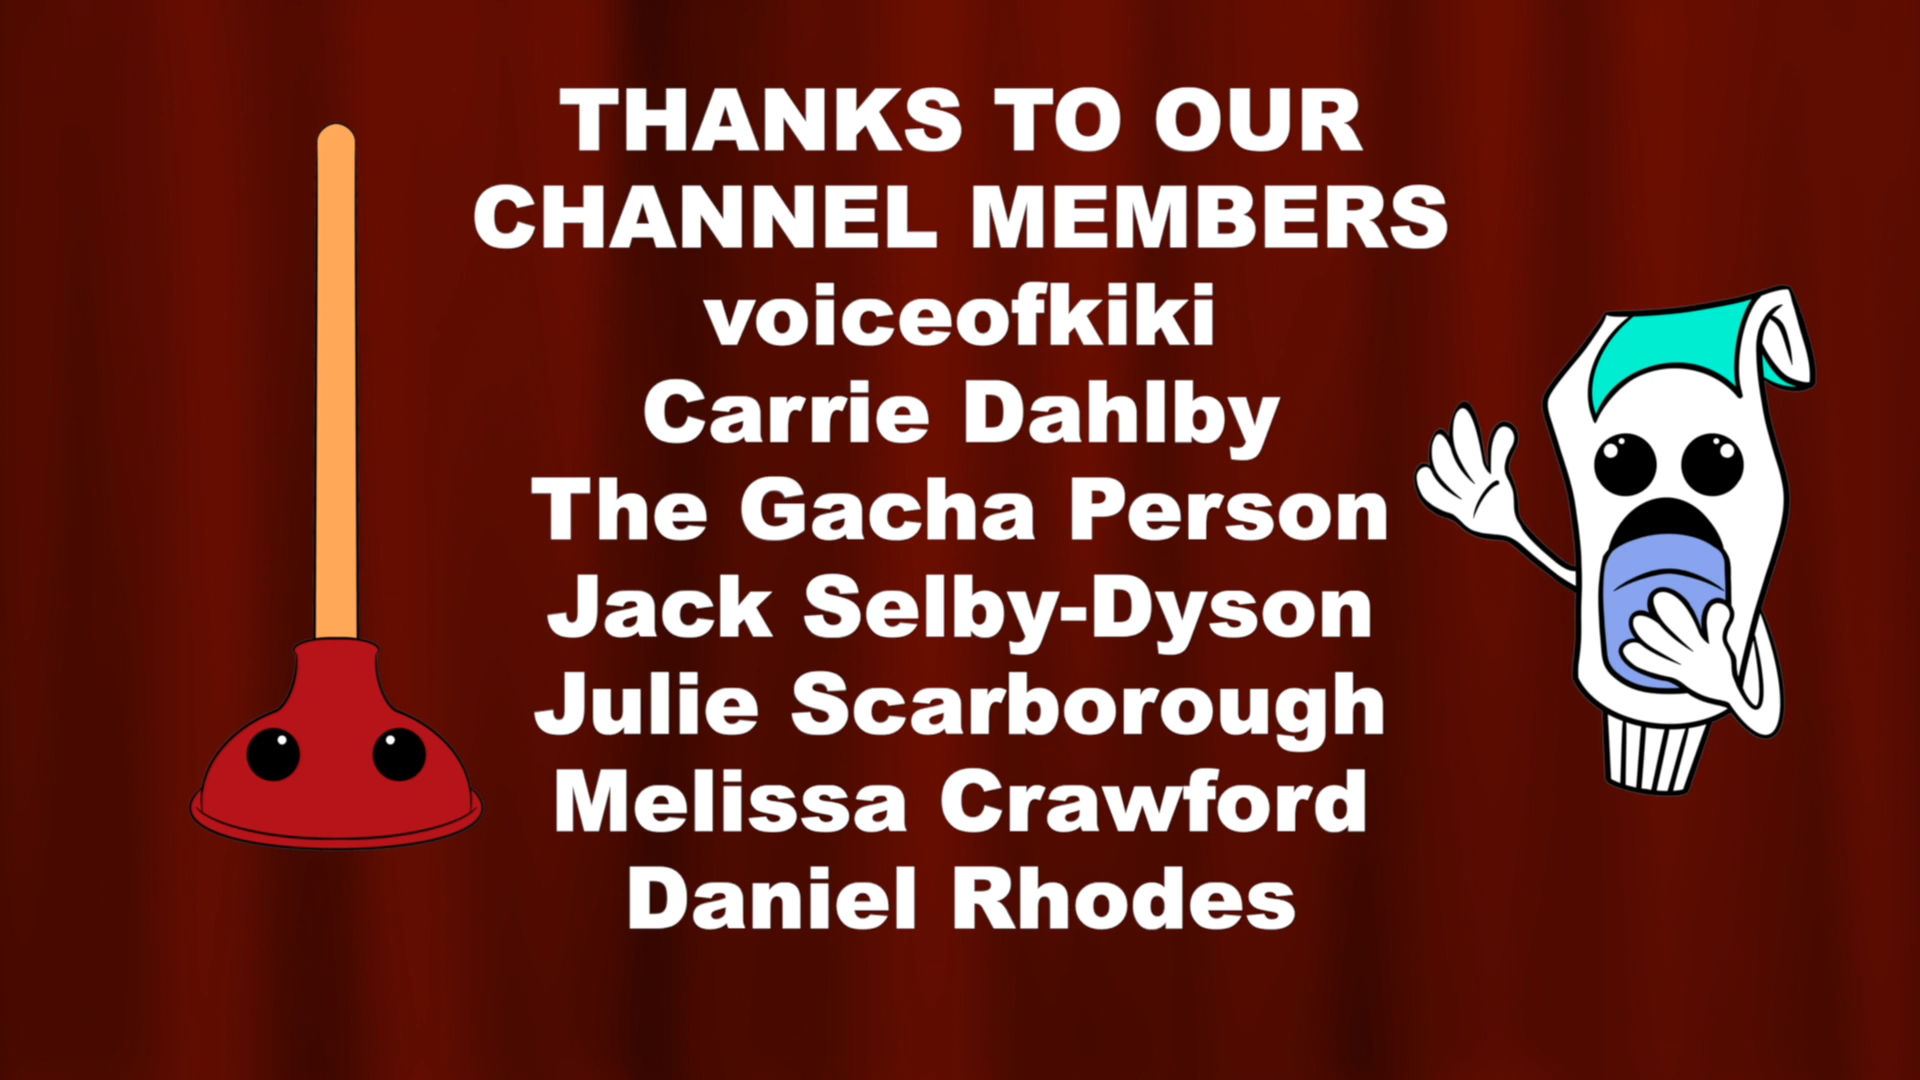 THANKS TO OUR
CHANNEL MEMBERS
voiceofkiki
Carrie Dahlby
The Gacha Person
Jack Selby-Dyson
Julie Scarborough
Melissa Crawford
Daniel Rhodes